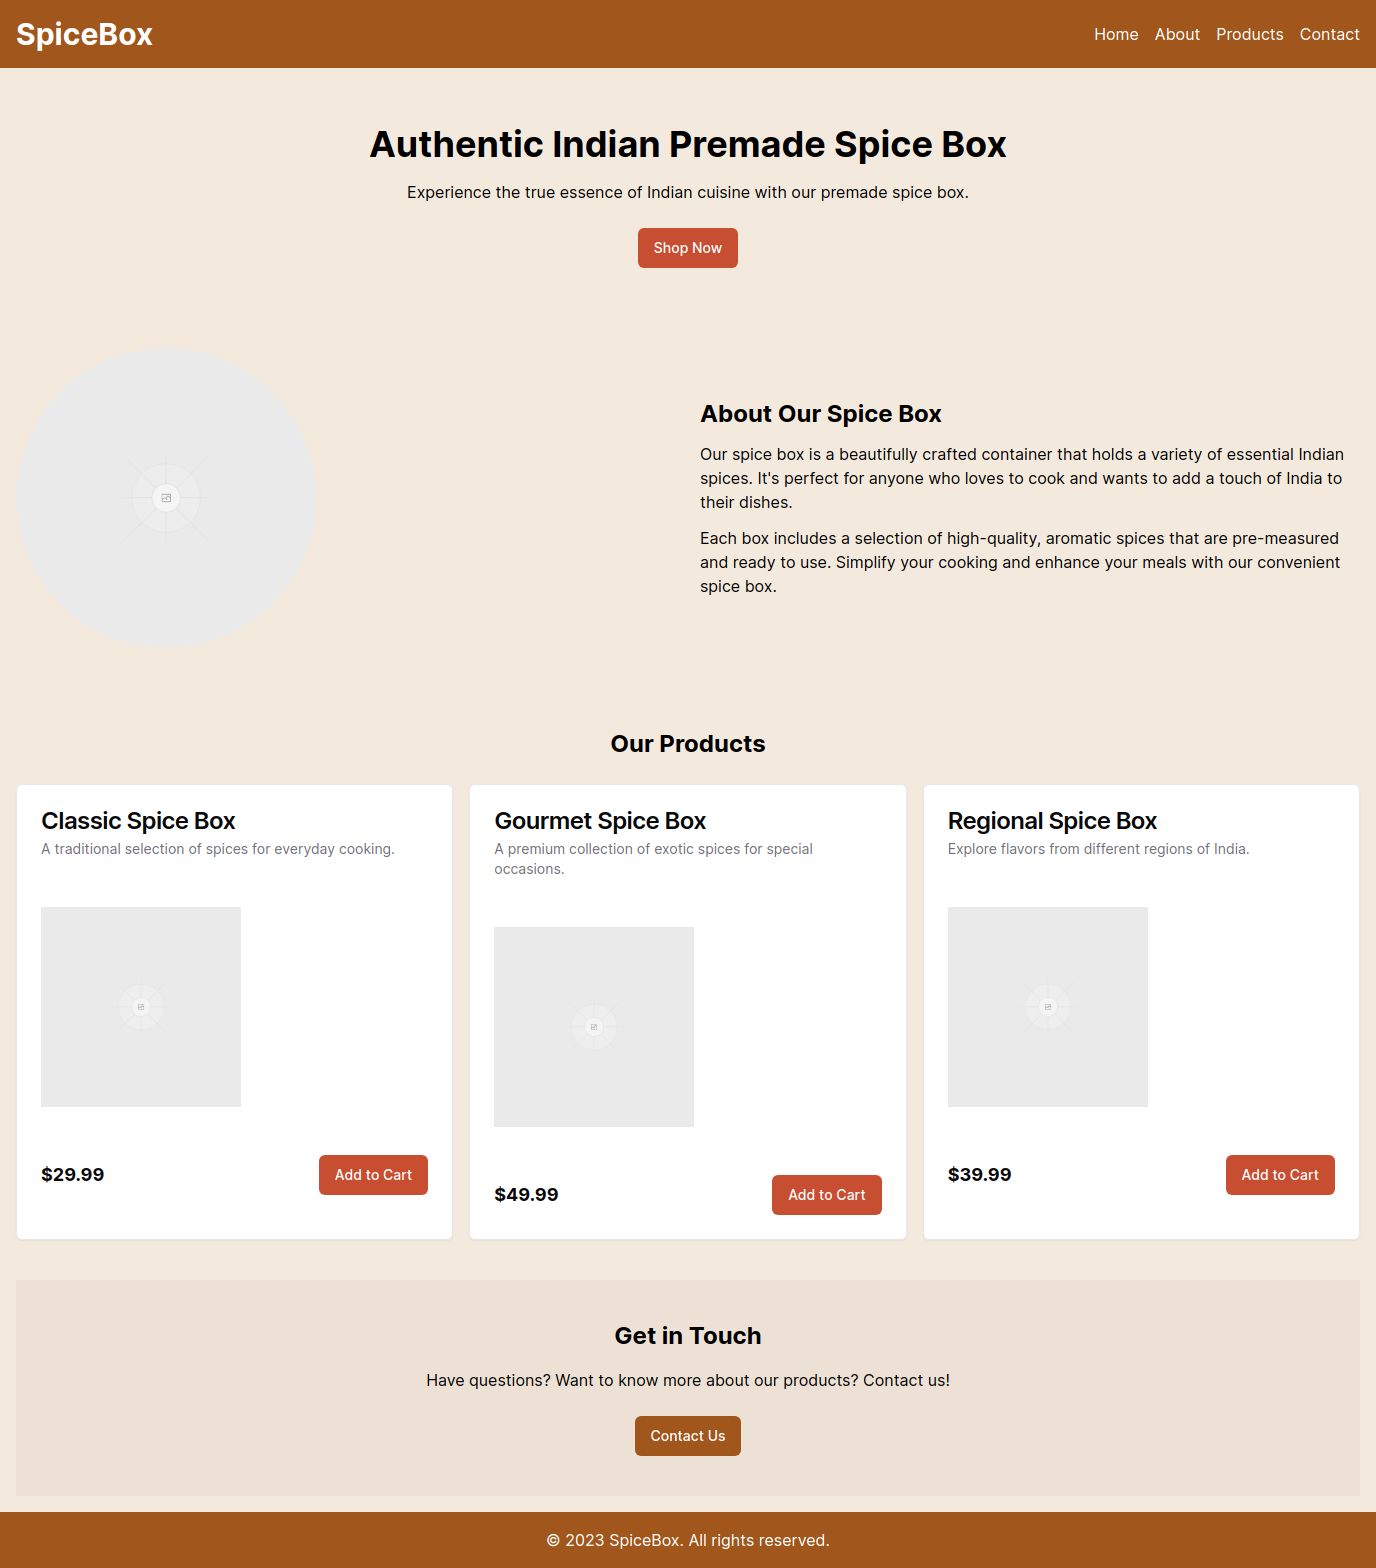 SpiceBox
Home About Products Contact
Authentic Indian Premade Spice Box
Experience the true essence of Indian cuisine with our premade spice box.
Shop Now
About Our Spice Box
Our spice box is a beautifully crafted container that holds a variety of essential Indian
spices. It's perfect for anyone who loves to cook and wants to add a touch of India to
their dishes.
Each box includes a selection of high-quality, aromatic spices that are pre-measured
and ready to use. Simplify your cooking and enhance your meals with our convenient
spice box.
Our Products
Classic Spice Box
A traditional selection of spices for everyday cooking.
$29.99
Add to Cart
Gourmet Spice Box
A premium collection of exotic spices for special
occasions.
$49.99
Add to Cart
Regional Spice Box
Explore flavors from different regions of India.
$39.99
Add to Cart
Get in Touch
Have questions? Want to know more about our products? Contact us!
Contact Us
© 2023 SpiceBox. All rights reserved.